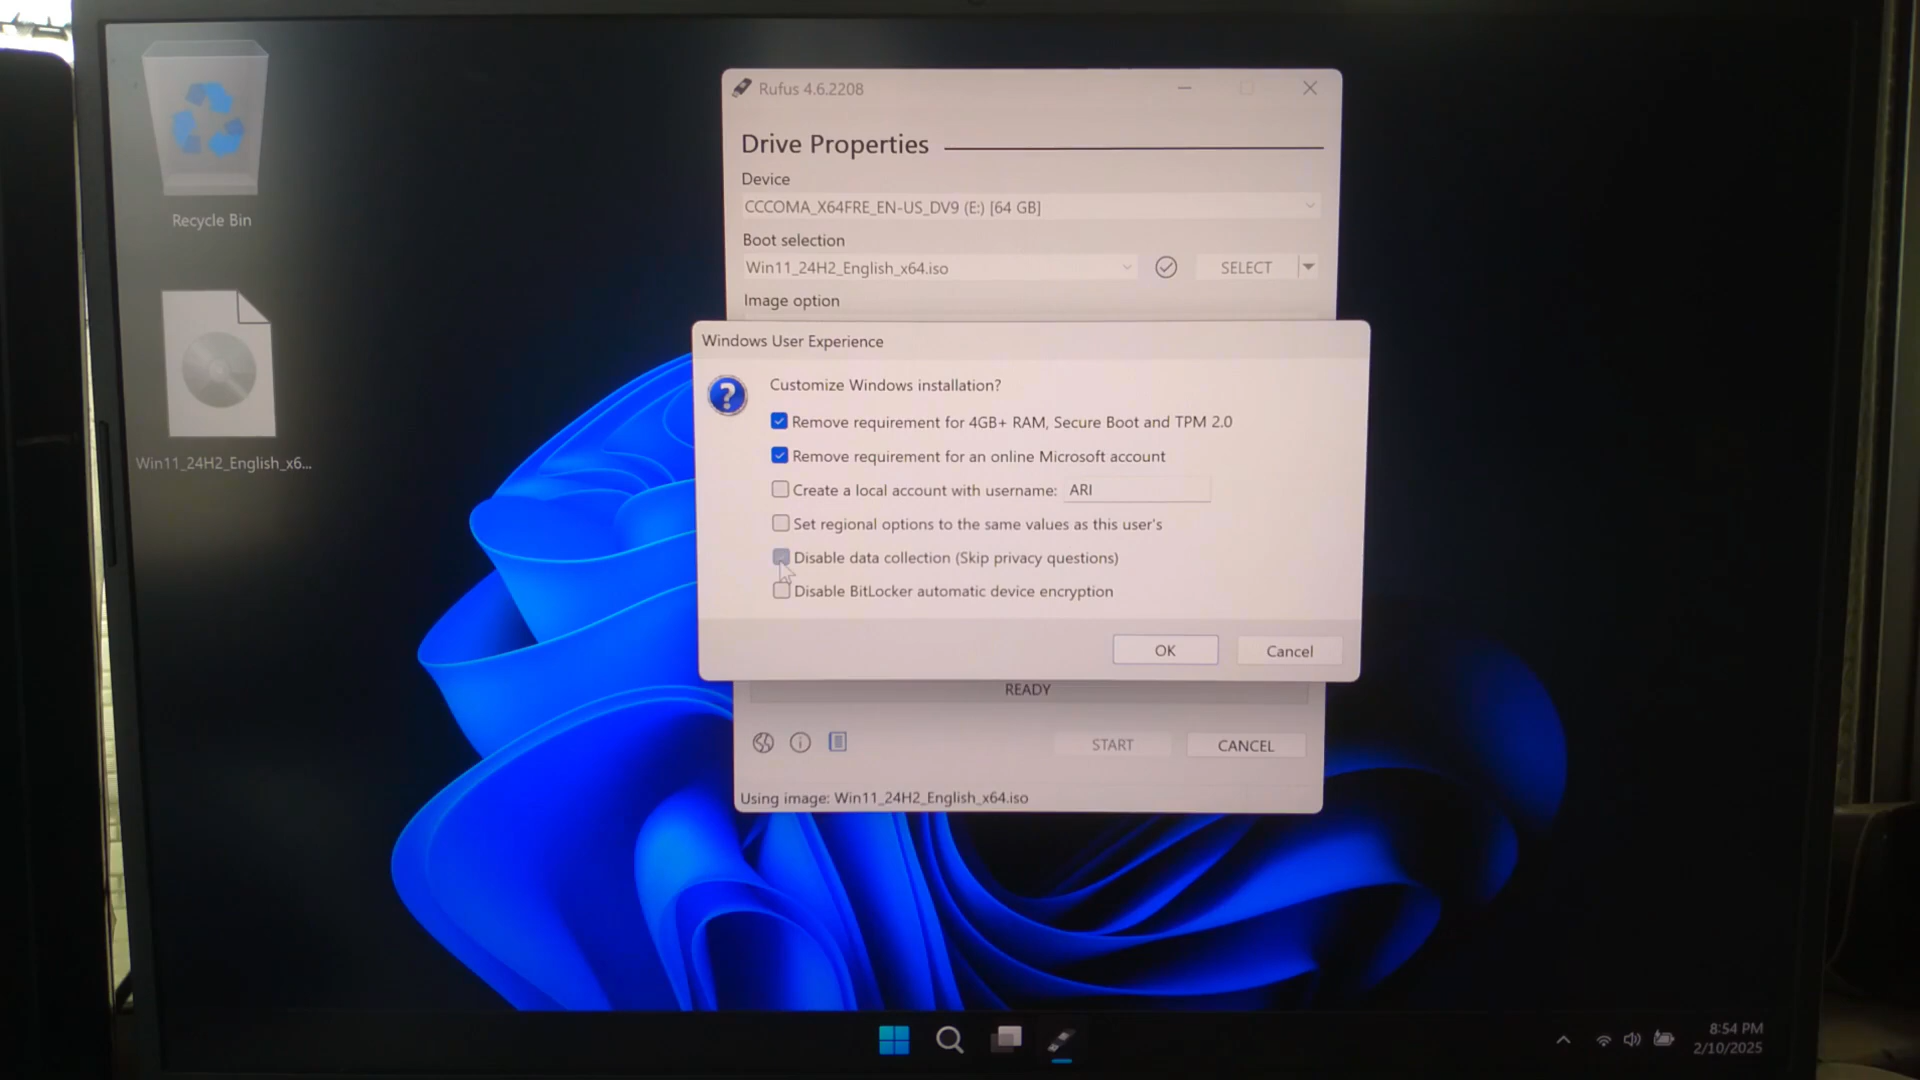 Recycle Bin
Win11_24H2_English_x6...
Rufus 4.6.2208
Drive Properties
Device
CCCOMA_X64FRE_EN-US_DV9 (E:) [64 GB]
Boot selection
Win11_24H2_English_x64.iso
SELECT
Image option
Windows User Experience
?
Customize Windows installation?
Remove requirement for 4GB+ RAM, Secure Boot and TPM 2.0
Remove requirement for an online Microsoft account
Create a local account with username: ARI
Set regional options to the same values as this user's
Disable data collection (Skip privacy questions)
Disable BitLocker automatic device encryption
OK Cancel
READY
START CANCEL
Using image: Win11_24H2_English_x64.iso
8:54 PM
2/10/2025